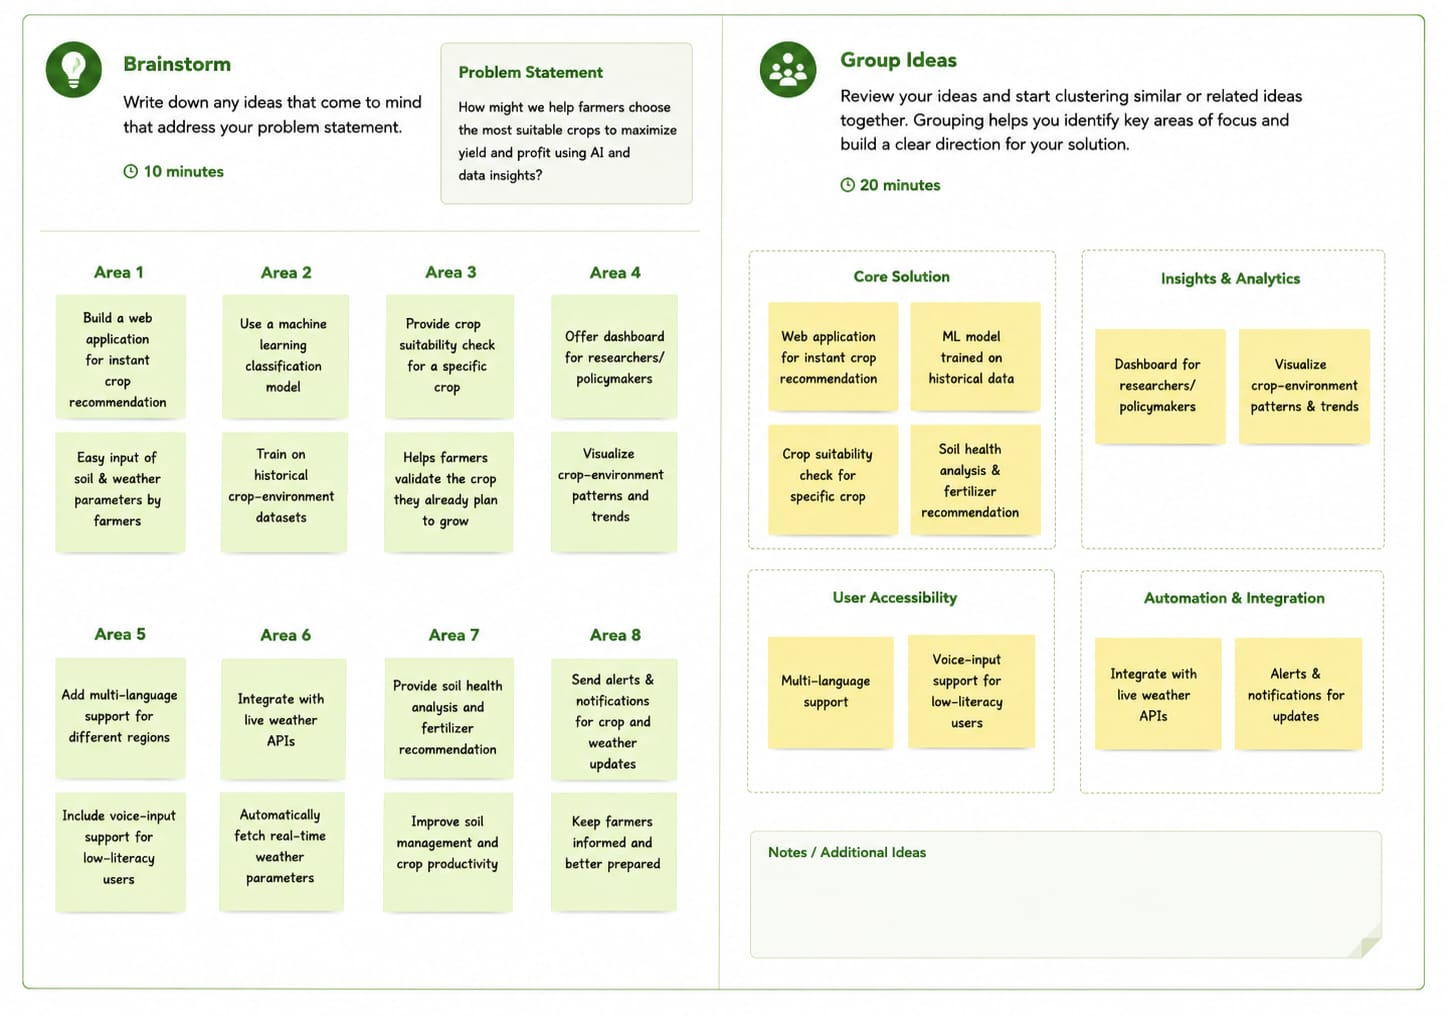 Brainstorm
Write down any ideas that come to mind
that address your problem statement.
10 minutes
Problem Statement
How might we help farmers choose
the most suitable crops to maximize
yield and profit using AI and
data insights?
Area 1
Build a web
application
for instant
crop
recommendation
Easy input of
soil & weather
parameters by
farmers
Area 2
Use a machine
learning
classification
model
Train on
historical
crop-environment
datasets
Area 3
Provide crop
suitability check
for a specific
crop
Helps farmers
validate the crop
they already plan
to grow
Area 4
Offer dashboard
for researchers/
policymakers
Visualize
crop-environment
patterns and
trends
Area 5
Add multi-language
support for
different regions
Include voice-input
support for
low-literacy
users
Area 6
Integrate with
live weather
APIs
Automatically
fetch real-time
weather
parameters
Area 7
Provide soil health
analysis and
fertilizer
recommendation
Improve soil
management and
crop productivity
Area 8
Send alerts &
notifications
for crop and
weather
updates
Keep farmers
informed and
better prepared
Group Ideas
Review your ideas and start clustering similar or related ideas
together. Grouping helps you identify key areas of focus and
build a clear direction for your solution.
20 minutes
Core Solution
Web application
for instant crop
recommendation
ML model
trained on
historical data
Crop suitability
check for
specific crop
Soil health
analysis &
fertilizer
recommendation
Insights & Analytics
Dashboard for
researchers/
policymakers
Visualize
crop-environment
patterns & trends
User Accessibility
Multi-language
support
Voice-input
support for
low-literacy
users
Automation & Integration
Integrate with
live weather
APIs
Alerts &
notifications for
updates
Notes / Additional Ideas